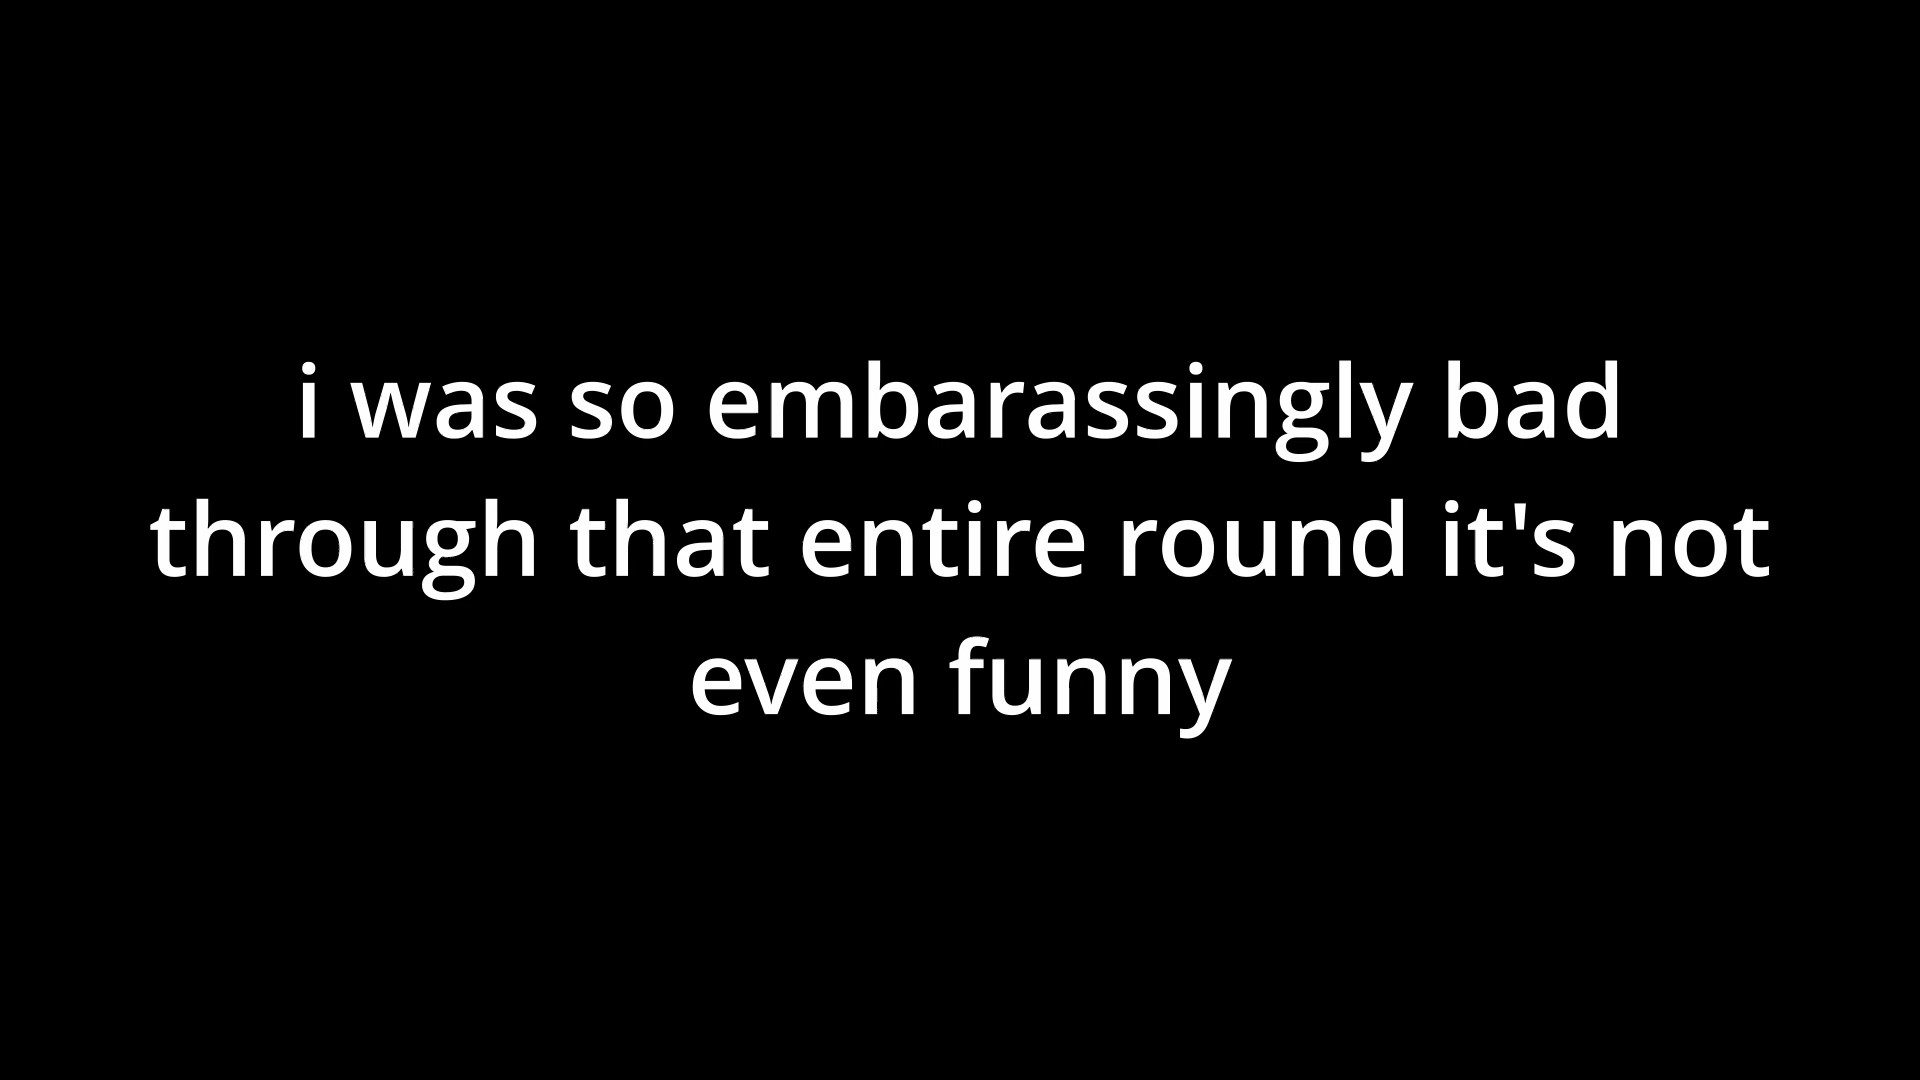 i was so embarassingly bad
through that entire round it's not
even funny